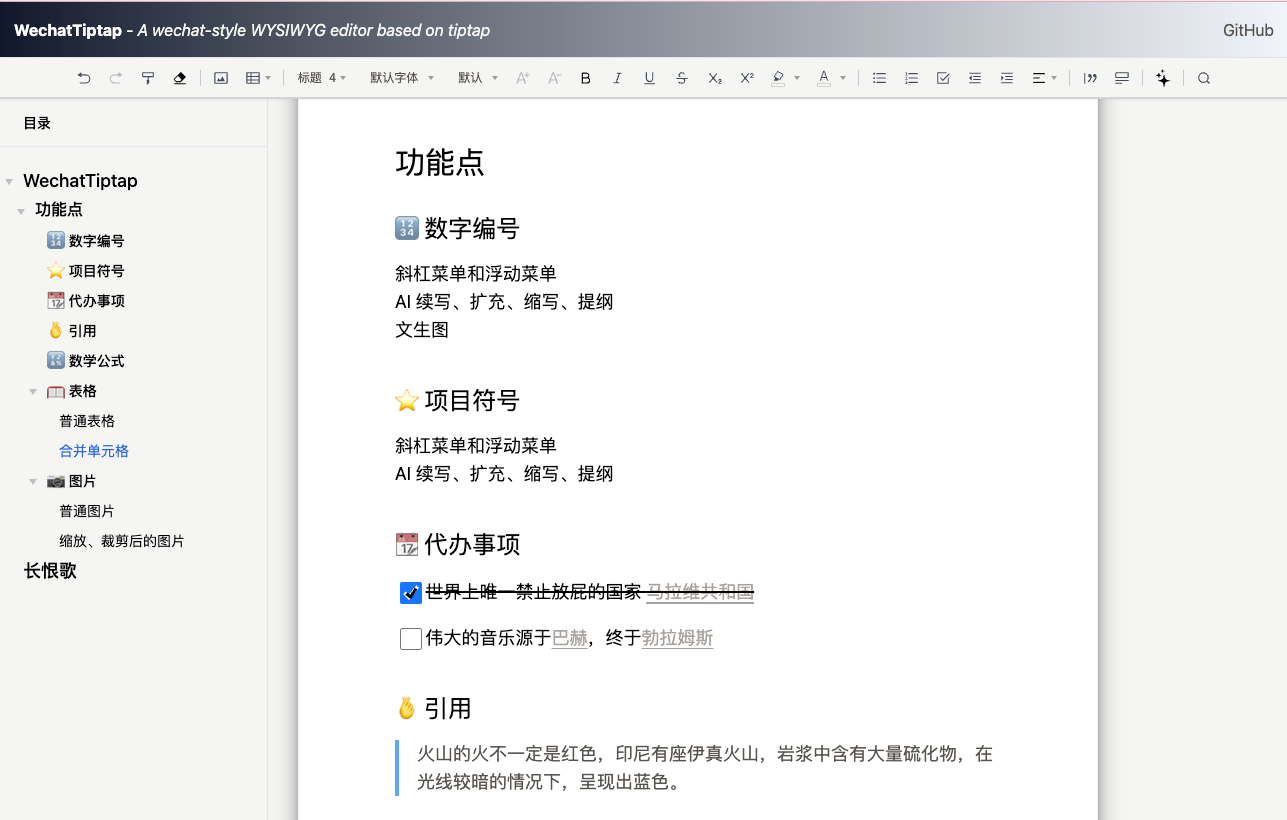 WechatTiptap - A wechat-style WYSIWYG editor based on tiptap
GitHub
标题 4
默认字体
默认
A+
A-
B
I
U
S
X₂
X²
A
目录
WechatTiptap
功能点
🔢 数字编号
⭐ 项目符号
📆 代办事项
🫰 引用
🔣 数学公式
📖 表格
普通表格
合并单元格
📷 图片
普通图片
缩放、裁剪后的图片
长恨歌
功能点
🔢 数字编号
斜杠菜单和浮动菜单
AI 续写、扩充、缩写、提纲
文生图
⭐ 项目符号
斜杠菜单和浮动菜单
AI 续写、扩充、缩写、提纲
📆 代办事项
世界上唯一禁止放屁的国家 马拉维共和国
伟大的音乐源于巴赫，终于勃拉姆斯
🫰 引用
火山的火不一定是红色，印尼有座伊真火山，岩浆中含有大量硫化物，在
光线较暗的情况下，呈现出蓝色。